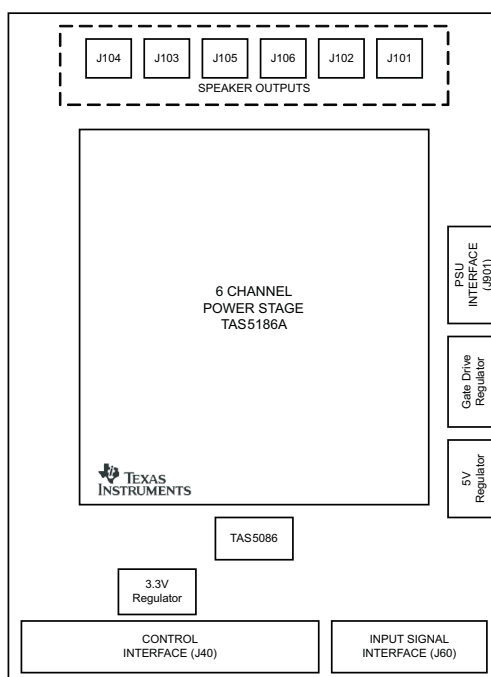 J104 J103 J105 J106 J102 J101
SPEAKER OUTPUTS
6 CHANNEL
POWER STAGE
TAS5186A
PSU
INTERFACE
(J901)
Gate Drive
Regulator
5V
Regulator
TEXAS
INSTRUMENTS
TAS5086
3.3V
Regulator
CONTROL
INTERFACE (J40)
INPUT SIGNAL
INTERFACE (J60)